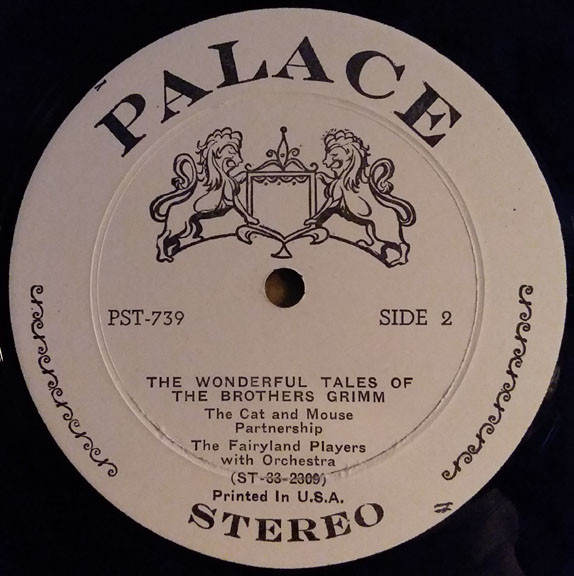 PALACE
PST-739
SIDE 2
THE WONDERFUL TALES OF
THE BROTHERS GRIMM
The Cat and Mouse
Partnership
The Fairyland Players
with Orchestra
(ST-33-2309)
Printed In U.S.A.
STEREO